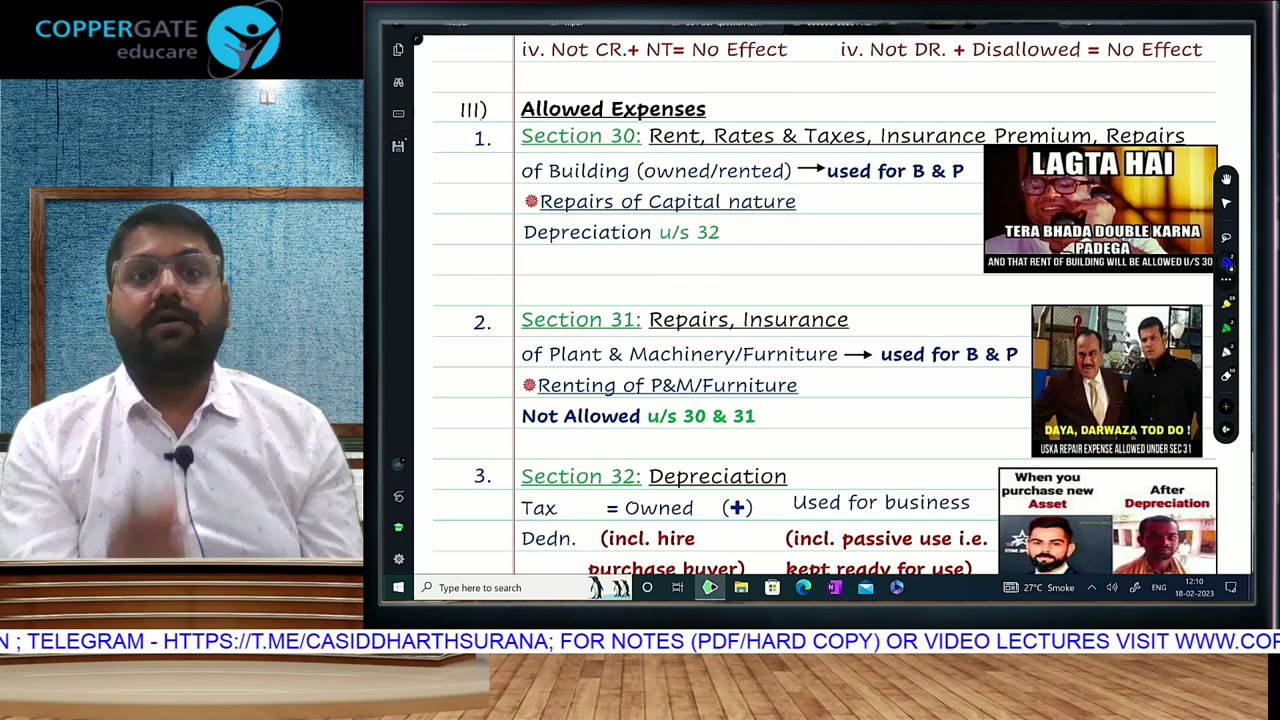 COPPERGATE
educare
iv. Not CR.+ NT= No Effect
iv. Not DR. + Disallowed = No Effect
III) Allowed Expenses
1. Section 30: Rent, Rates & Taxes, Insurance Premium, Repairs
of Building (owned/rented) → used for B & P
Repairs of Capital nature
Depreciation u/s 32
LAGTA HAI
TERA BHADA DOUBLE KARNA
PADEGA
AND THAT RENT OF BUILDING WILL BE ALLOWED U/S 30
2. Section 31: Repairs, Insurance
of Plant & Machinery/Furniture → used for B & P
Renting of P&M/Furniture
Not Allowed u/s 30 & 31
DAYA, DARWAZA TOD DO !
USKA REPAIR EXPENSE ALLOWED UNDER SEC 31
3. Section 32: Depreciation
Tax = Owned (+) Used for business
Dedn. (incl. hire (incl. passive use i.e.
purchase buyer) kept ready for use)
When you
purchase new
Asset
After
Depreciation
Type here to search
27°C Smoke
ENG
12:10
18-02-2023
N ; TELEGRAM - HTTPS://T.ME/CASIDDHARTHSURANA; FOR NOTES (PDF/HARD COPY) OR VIDEO LECTURES VISIT WWW.COP